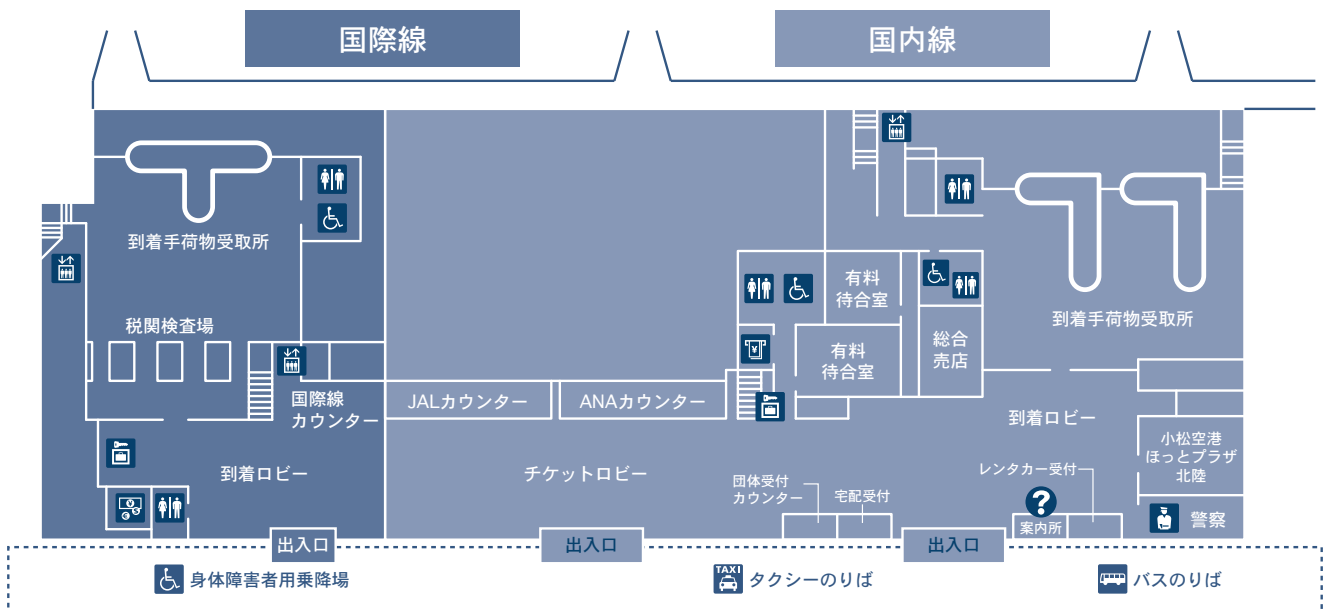 国際線
国内線
到着手荷物受取所
税関検査場
国際線
カウンター
到着ロビー
JALカウンター
ANAカウンター
チケットロビー
有料
待合室
有料
待合室
総合
売店
到着手荷物受取所
到着ロビー
小松空港
ほっとプラザ
北陸
団体受付
カウンター
宅配受付
レンタカー受付
?
案内所
警察
出入口
出入口
出入口
身体障害者用乗降場
TAXI
タクシーのりば
バスのりば